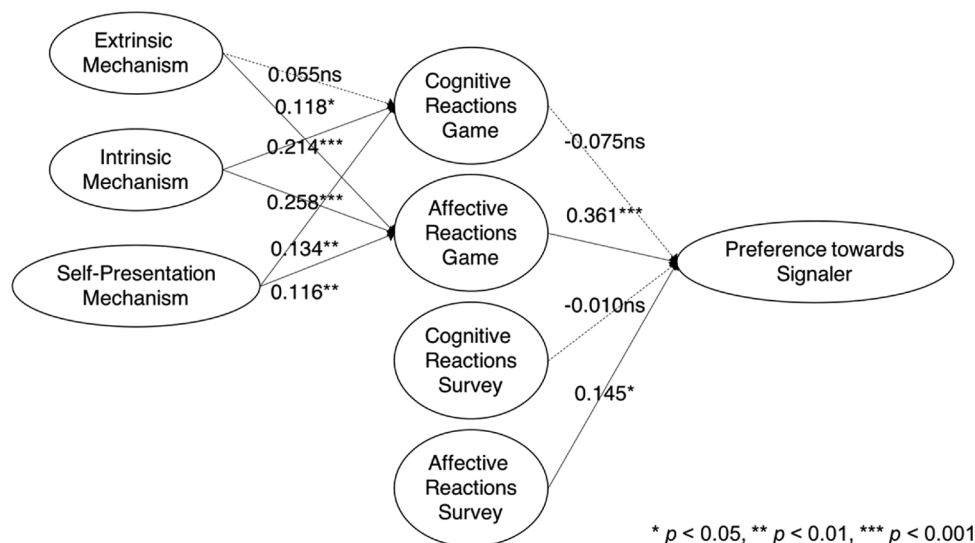 Extrinsic
Mechanism
0.055ns
0.118*
Intrinsic
Mechanism
0.214***
0.258***
Self-Presentation
Mechanism
0.134**
0.116**
Cognitive
Reactions
Game
-0.075ns
Affective
Reactions
Game
0.361***
Cognitive
Reactions
Survey
-0.010ns
Affective
Reactions
Survey
0.145*
Preference towards
Signaler
* p < 0.05, ** p < 0.01, *** p < 0.001